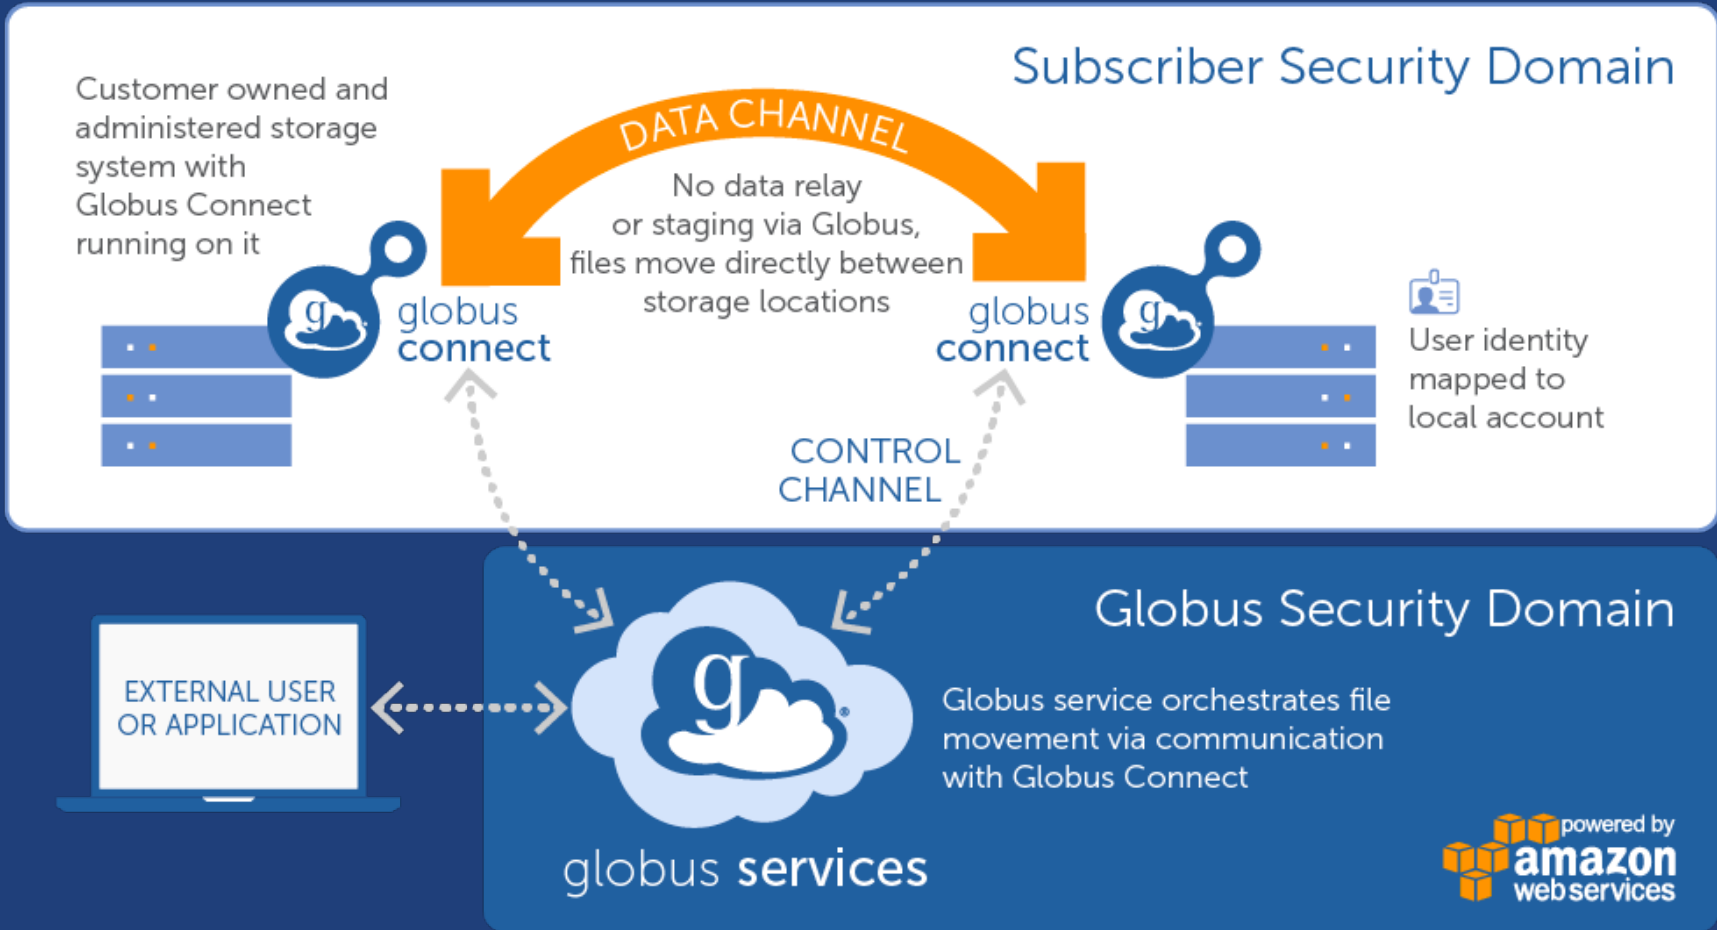 Subscriber Security Domain
Customer owned and
administered storage
system with
Globus Connect
running on it
DATA CHANNEL
No data relay
or staging via Globus,
files move directly between
storage locations
g
globus
connect
globus
connect
g
User identity
mapped to
local account
CONTROL
CHANNEL
Globus Security Domain
EXTERNAL USER
OR APPLICATION
g®
Globus service orchestrates file
movement via communication
with Globus Connect
globus services
powered by
amazon
web services